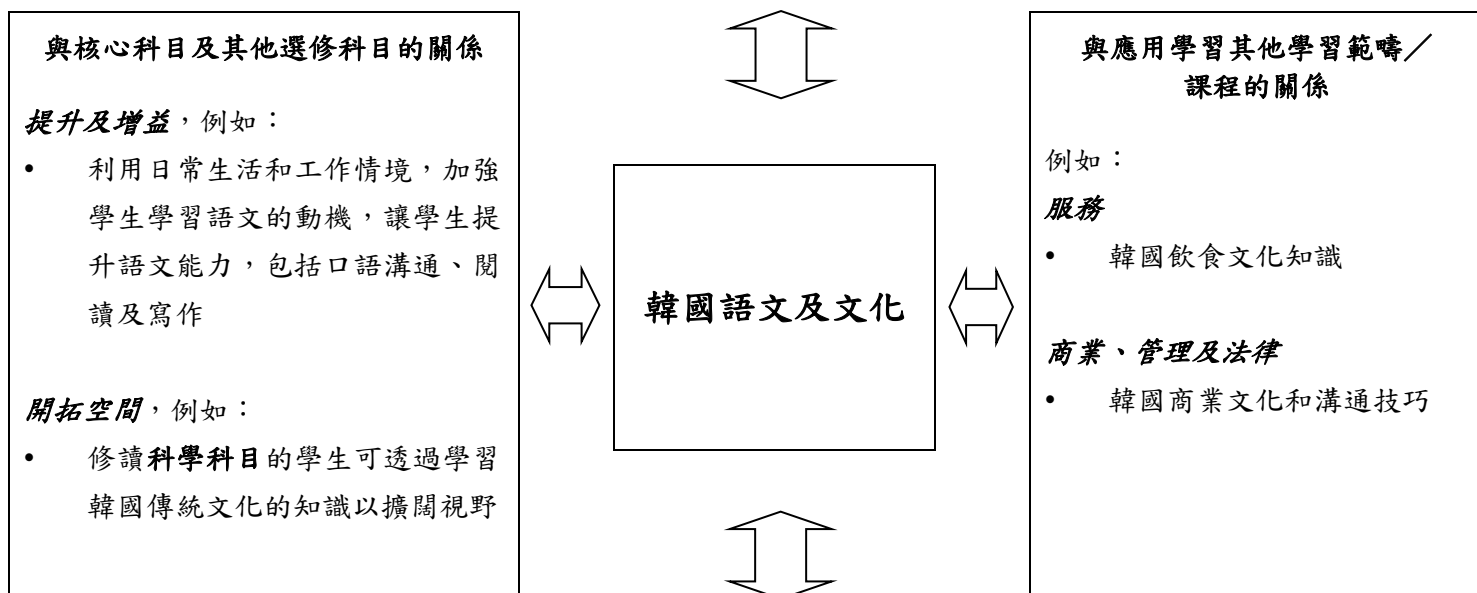 與核心科目及其他選修科目的關係
提升及增益，例如：
• 利用日常生活和工作情境，加強
學生學習語文的動機，讓學生提
升語文能力，包括口語溝通、閱
讀及寫作
開拓空間，例如：
• 修讀科學科目的學生可透過學習
韓國傳統文化的知識以擴闊視野
韓國語文及文化
與應用學習其他學習範疇／
課程的關係
例如：
服務
• 韓國飲食文化知識
商業、管理及法律
• 韓國商業文化和溝通技巧